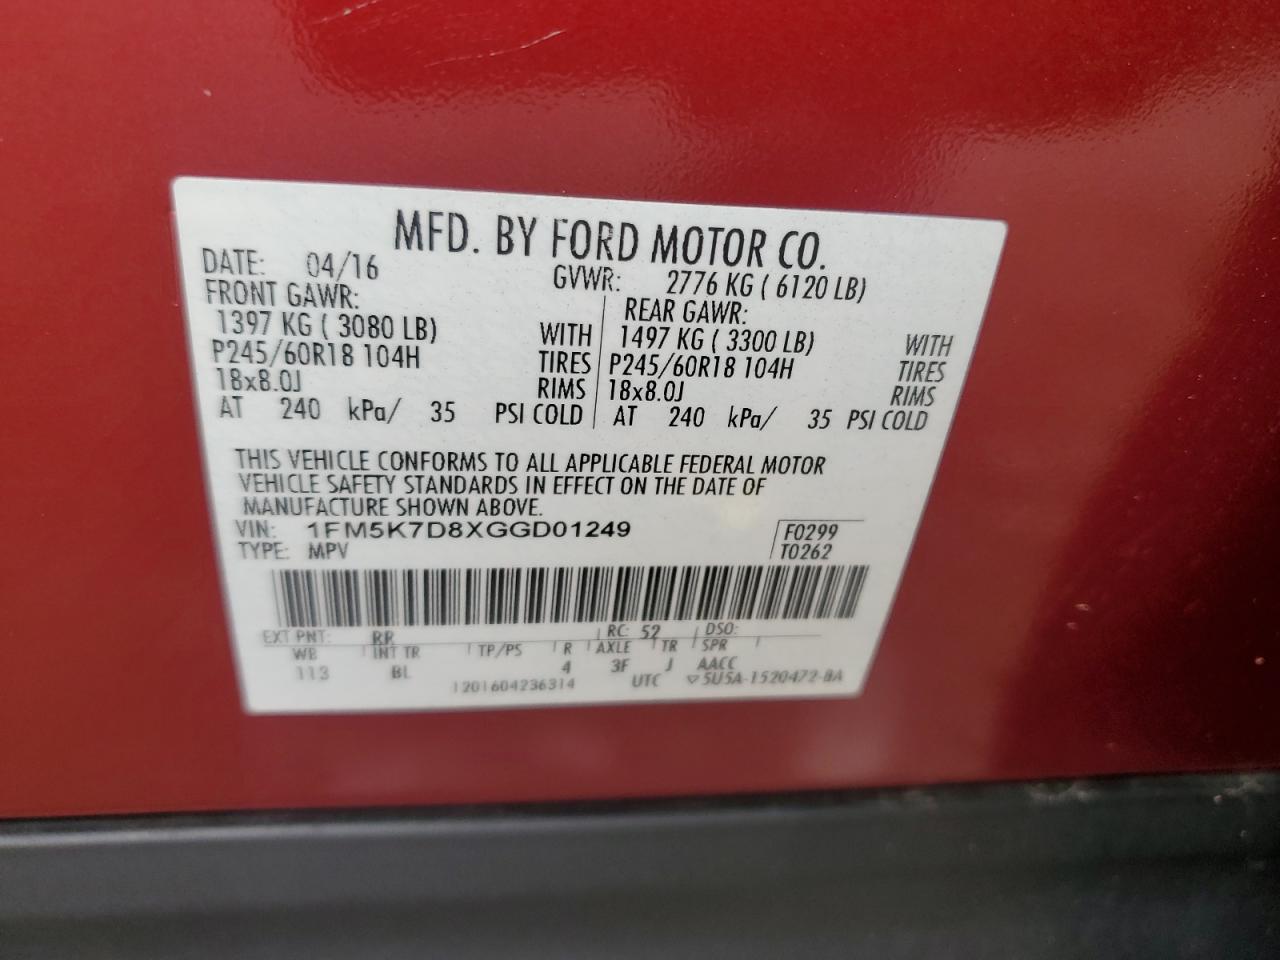 MFD. BY FORD MOTOR CO.
DATE: 04/16 GVWR: 2776 KG ( 6120 LB)
FRONT GAWR: REAR GAWR:
1397 KG ( 3080 LB) WITH 1497 KG ( 3300 LB) WITH
P245/60R18 104H TIRES P245/60R18 104H TIRES
18x8.0J RIMS 18x8.0J RIMS
AT 240 kPa/ 35 PSI COLD AT 240 kPa/ 35 PSI COLD
THIS VEHICLE CONFORMS TO ALL APPLICABLE FEDERAL MOTOR
VEHICLE SAFETY STANDARDS IN EFFECT ON THE DATE OF
MANUFACTURE SHOWN ABOVE.
VIN: 1FM5K7D8XGGD01249 F0299
TYPE: MPV T0262
EXT PNT: RR RC: 52 DSO:
WB INT TR TP/PS R AXLE TR SPR
113 BL 4 3F J AACC
1201604236314 UTC ▽5U5A-1520472-BA